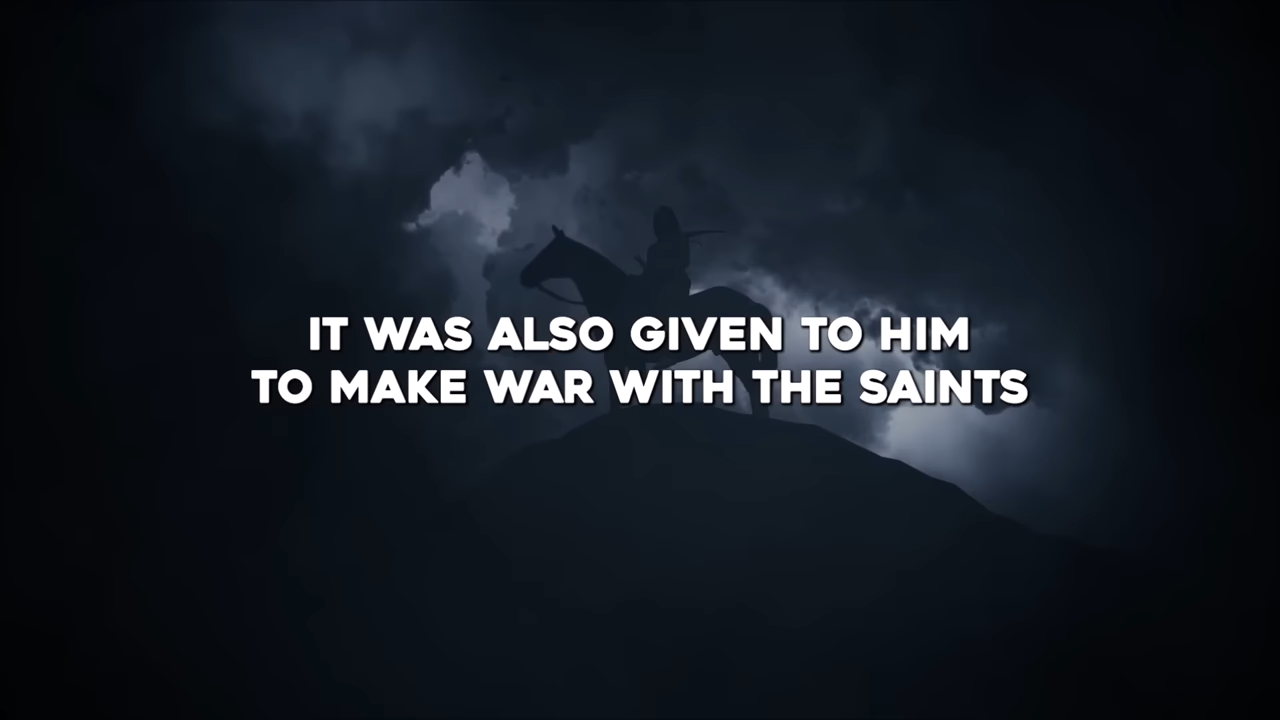 IT WAS ALSO GIVEN TO HIM
TO MAKE WAR WITH THE SAINTS